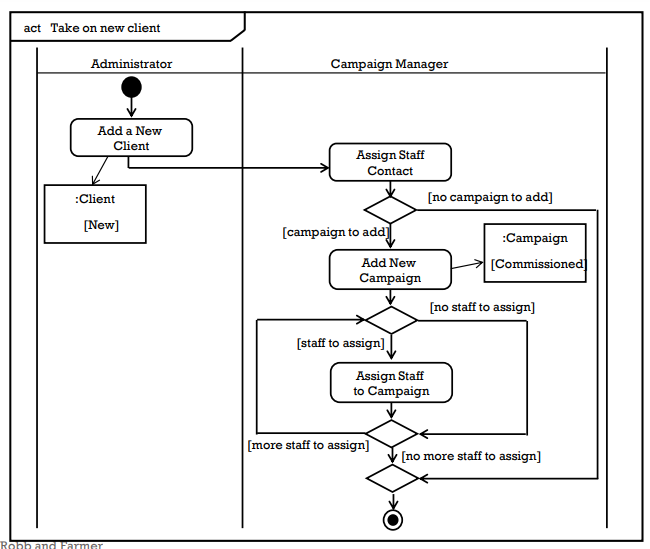 act Take on new client
Administrator
Campaign Manager
Add a New
Client
Assign Staff
Contact
:Client
[New]
[no campaign to add]
[campaign to add]
:Campaign
[Commissioned]
Add New
Campaign
[no staff to assign]
[staff to assign]
Assign Staff
to Campaign
[more staff to assign]
[no more staff to assign]
Robb and Farmer